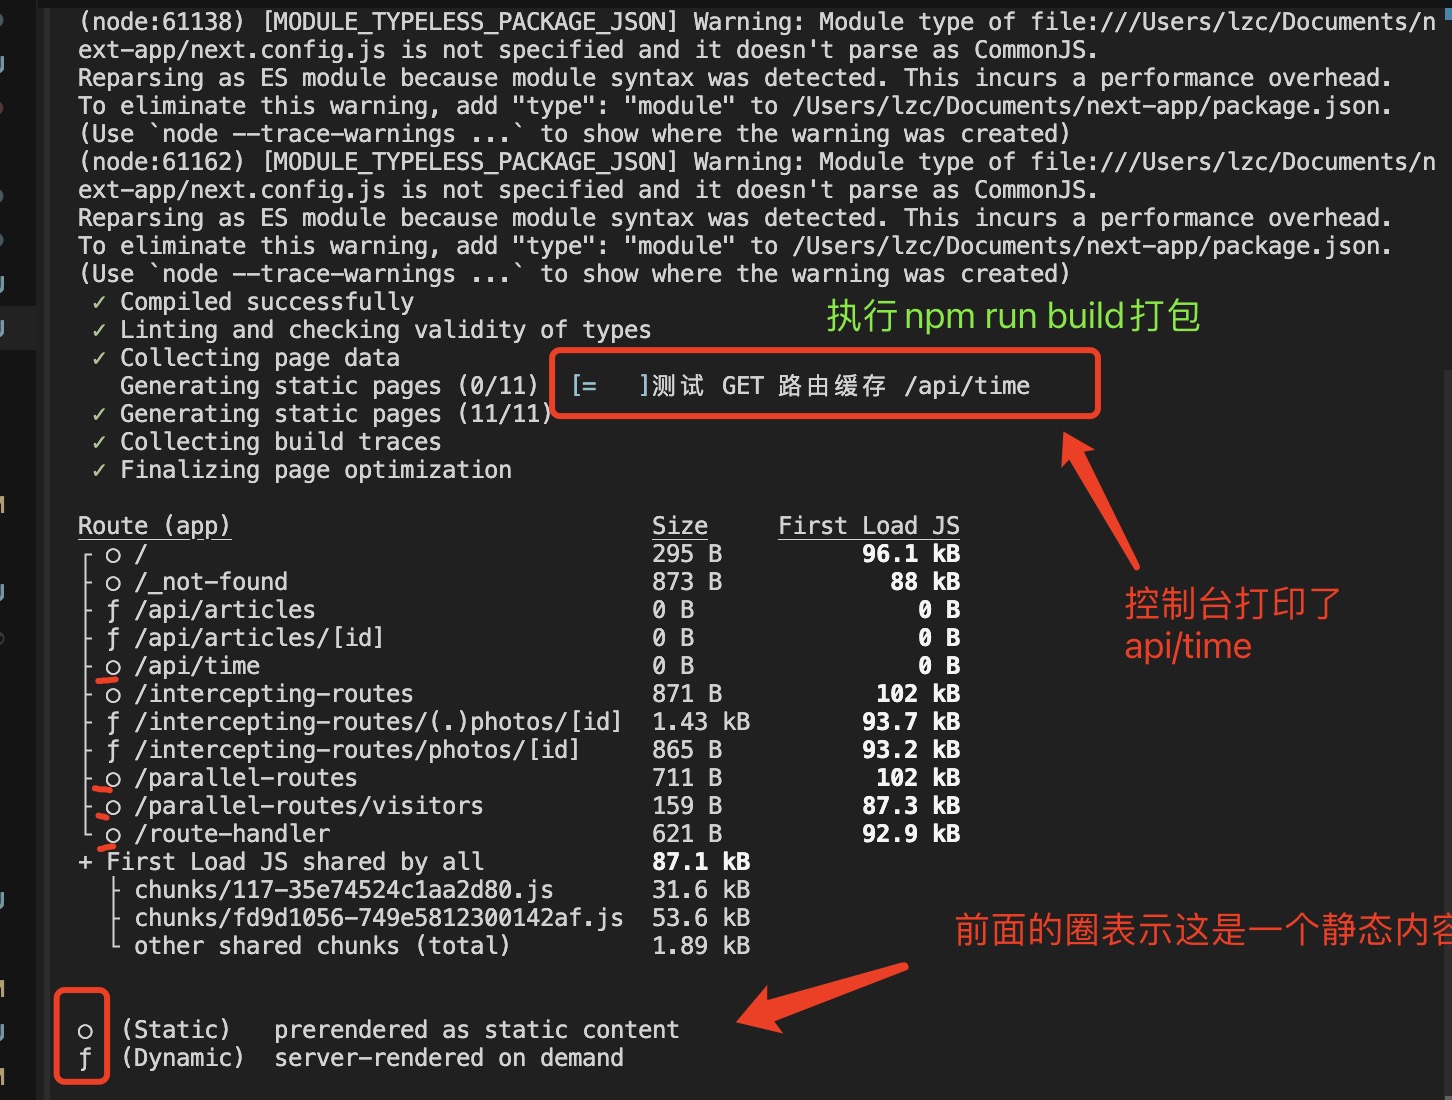 (node:61138) [MODULE_TYPELESS_PACKAGE_JSON] Warning: Module type of file:///Users/lzc/Documents/n
ext-app/next.config.js is not specified and it doesn't parse as CommonJS.
Reparsing as ES module because module syntax was detected. This incurs a performance overhead.
To eliminate this warning, add "type": "module" to /Users/lzc/Documents/next-app/package.json.
(Use `node --trace-warnings ...` to show where the warning was created)
(node:61162) [MODULE_TYPELESS_PACKAGE_JSON] Warning: Module type of file:///Users/lzc/Documents/n
ext-app/next.config.js is not specified and it doesn't parse as CommonJS.
Reparsing as ES module because module syntax was detected. This incurs a performance overhead.
To eliminate this warning, add "type": "module" to /Users/lzc/Documents/next-app/package.json.
(Use `node --trace-warnings ...` to show where the warning was created)
✓ Compiled successfully
执行npm run build打包
✓ Linting and checking validity of types
✓ Collecting page data
Generating static pages (0/11) [=   ]测试 GET 路由缓存 /api/time
✓ Generating static pages (11/11)
✓ Collecting build traces
✓ Finalizing page optimization
Route (app) Size First Load JS
┌ ○ / 295 B 96.1 kB
├ ○ /_not-found 873 B 88 kB
├ ƒ /api/articles 0 B 0 B
├ ƒ /api/articles/[id] 0 B 0 B
├ ○ /api/time 0 B 0 B
├ ○ /intercepting-routes 871 B 102 kB
├ ƒ /intercepting-routes/(.)photos/[id] 1.43 kB 93.7 kB
├ ƒ /intercepting-routes/photos/[id] 865 B 93.2 kB
├ ○ /parallel-routes 711 B 102 kB
├ ○ /parallel-routes/visitors 159 B 87.3 kB
└ ○ /route-handler 621 B 92.9 kB
控制台打印了
api/time
+ First Load JS shared by all 87.1 kB
├ chunks/117-35e74524c1aa2d80.js 31.6 kB
├ chunks/fd9d1056-749e5812300142af.js 53.6 kB
└ other shared chunks (total) 1.89 kB
前面的圈表示这是一个静态内容
○ (Static) prerendered as static content
ƒ (Dynamic) server-rendered on demand